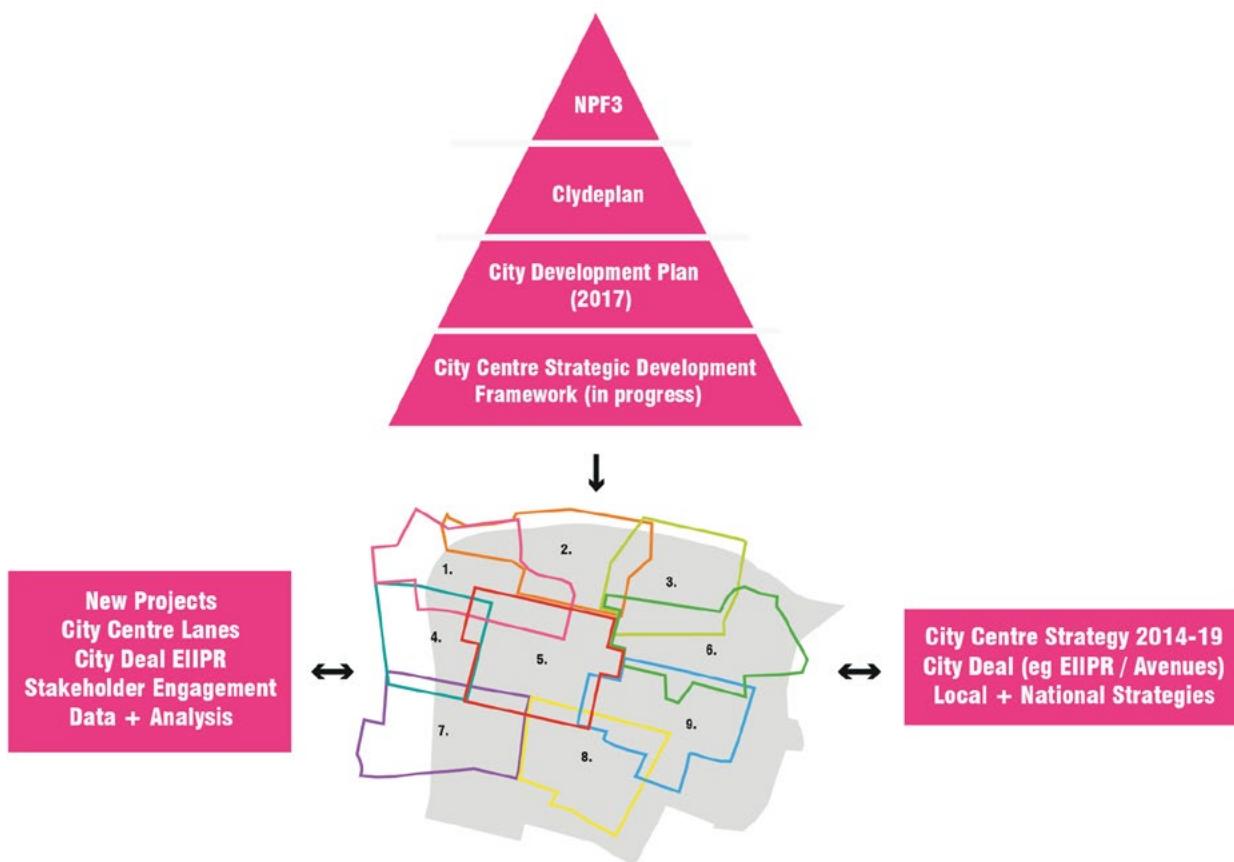 NPF3
Clydeplan
City Development Plan
(2017)
City Centre Strategic Development
Framework (in progress)
New Projects
City Centre Lanes
City Deal EIIPR
Stakeholder Engagement
Data + Analysis
1.
2.
3.
4.
5.
6.
7.
8.
9.
City Centre Strategy 2014-19
City Deal (eg EIIPR / Avenues)
Local + National Strategies